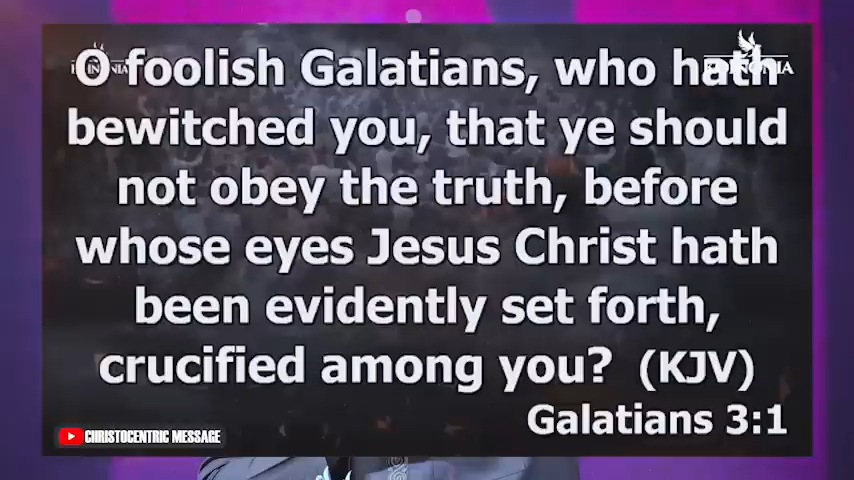 O foolish Galatians, who hath
bewitched you, that ye should
not obey the truth, before
whose eyes Jesus Christ hath
been evidently set forth,
crucified among you? (KJV)
Galatians 3:1
CHRISTOCENTRIC MESSAGE